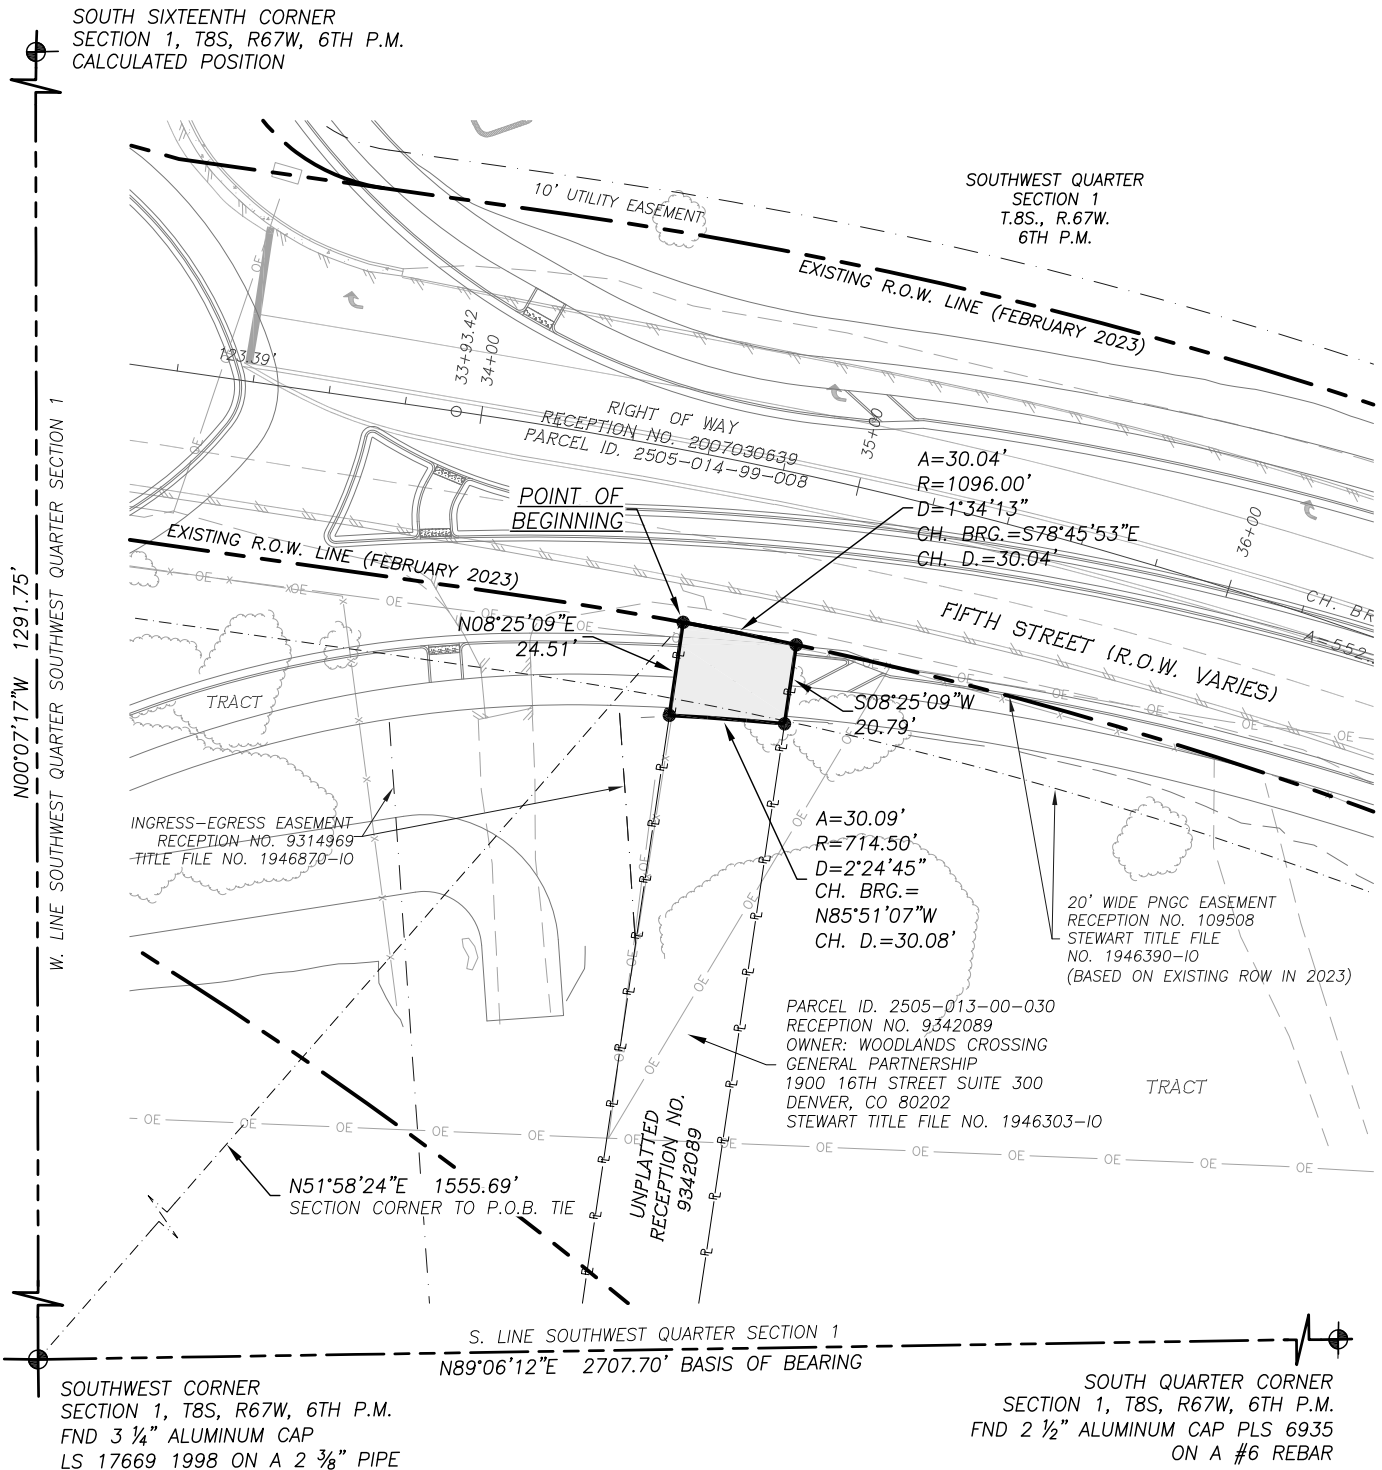 SOUTH SIXTEENTH CORNER
SECTION 1, T8S, R67W, 6TH P.M.
CALCULATED POSITION
SOUTHWEST QUARTER
SECTION 1
T.8S., R.67W.
6TH P.M.
10' UTILITY EASEMENT
EXISTING R.O.W. LINE (FEBRUARY 2023)
OE
123.39'
33+93.42
34+00
35+00
36+00
RIGHT OF WAY
RECEPTION NO. 2007030639
PARCEL ID. 2505-014-99-008
A=30.04'
R=1096.00'
D=1°34'13"
CH. BRG.=S78°45'53"E
CH. D.=30.04'
POINT OF
BEGINNING
EXISTING R.O.W. LINE (FEBRUARY 2023)
CH. BR
A=552.
FIFTH STREET (R.O.W. VARIES)
N08°25'09"E
24.51'
S08°25'09"W
20.79'
TRACT
W. LINE SOUTHWEST QUARTER SOUTHWEST QUARTER SECTION 1
N00°07'17"W 1291.75'
INGRESS-EGRESS EASEMENT
RECEPTION NO. 9314969
TITLE FILE NO. 1946870-IO
A=30.09'
R=714.50'
D=2°24'45"
CH. BRG.=
N85°51'07"W
CH. D.=30.08'
20' WIDE PNGC EASEMENT
RECEPTION NO. 109508
STEWART TITLE FILE
NO. 1946390-IO
(BASED ON EXISTING ROW IN 2023)
PARCEL ID. 2505-013-00-030
RECEPTION NO. 9342089
OWNER: WOODLANDS CROSSING
GENERAL PARTNERSHIP
1900 16TH STREET SUITE 300
DENVER, CO 80202
STEWART TITLE FILE NO. 1946303-IO
TRACT
UNPLATTED
RECEPTION NO.
9342089
N51°58'24"E 1555.69'
SECTION CORNER TO P.O.B. TIE
S. LINE SOUTHWEST QUARTER SECTION 1
N89°06'12"E 2707.70' BASIS OF BEARING
SOUTHWEST CORNER
SECTION 1, T8S, R67W, 6TH P.M.
FND 3 ¼" ALUMINUM CAP
LS 17669 1998 ON A 2 ⅜" PIPE
SOUTH QUARTER CORNER
SECTION 1, T8S, R67W, 6TH P.M.
FND 2 ½" ALUMINUM CAP PLS 6935
ON A #6 REBAR